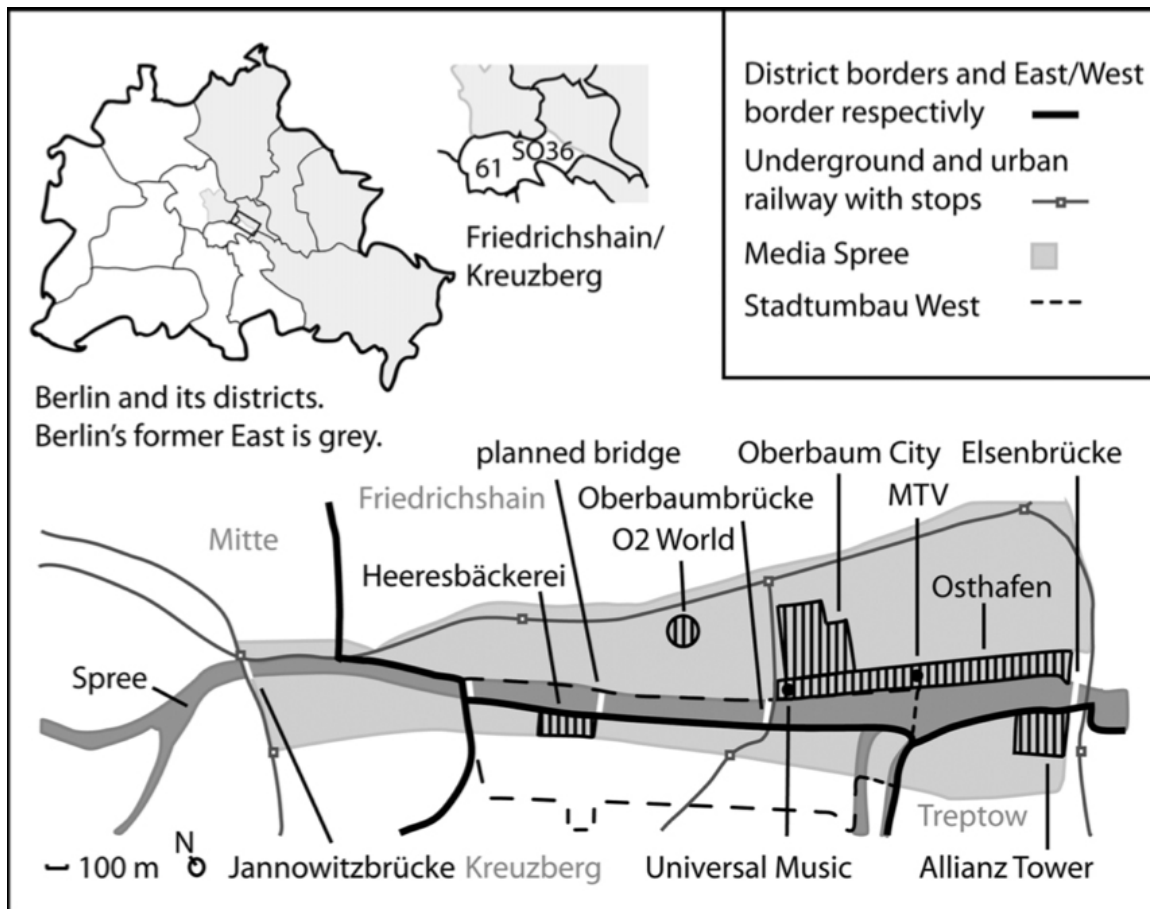 District borders and East/West
border respectivly
Underground and urban
railway with stops
Media Spree
Stadtumbau West
61
SO36
Friedrichshain/
Kreuzberg
Berlin and its districts.
Berlin's former East is grey.
planned bridge
Oberbaum City
Elsenbrücke
Friedrichshain
Oberbaumbrücke
MTV
Mitte
O2 World
Heeresbäckerei
Osthafen
Spree
Treptow
N
100 m
Jannowitzbrücke
Kreuzberg
Universal Music
Allianz Tower